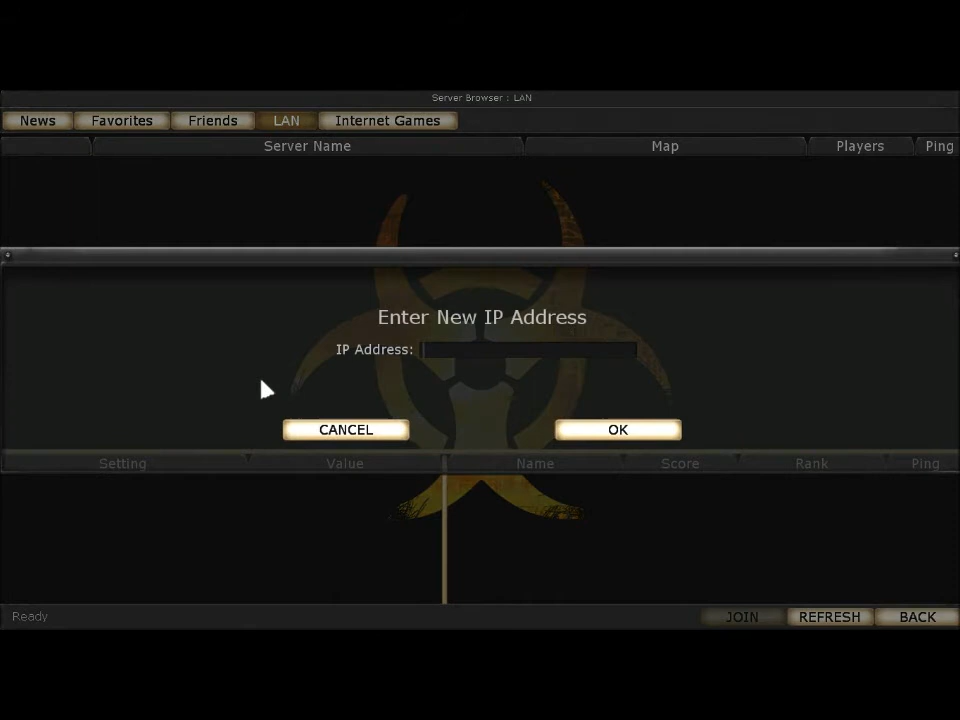 Server Browser : LAN
News Favorites Friends LAN Internet Games
Server Name Map Players Ping
Enter New IP Address
IP Address:
CANCEL OK
Setting Value Name Score Rank Ping
Ready JOIN REFRESH BACK